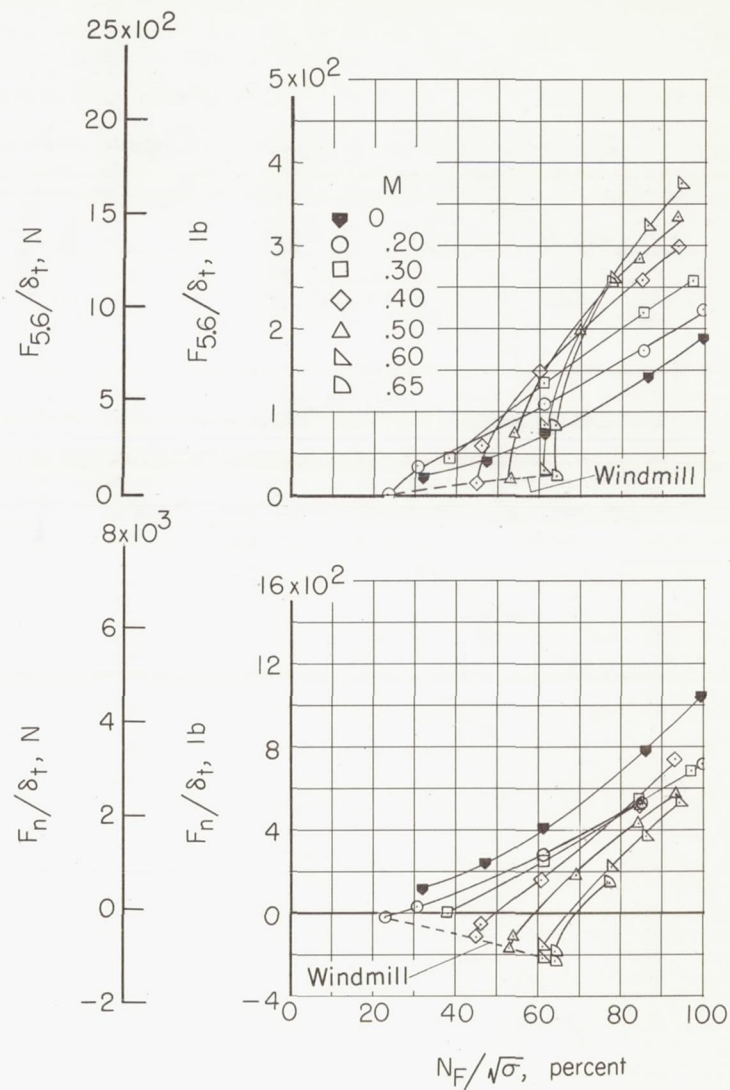 25x10²
20
15
10
5
0
F5.6/δt, N
5x10²
4
3
2
1
0
F5.6/δt, lb
M
0
.20
.30
.40
.50
.60
.65
Windmill
8x10³
6
4
2
0
-2
Fn/δt, N
16x10²
12
8
4
0
-4
Fn/δt, lb
Windmill
0 20 40 60 80 100
NF/√σ, percent